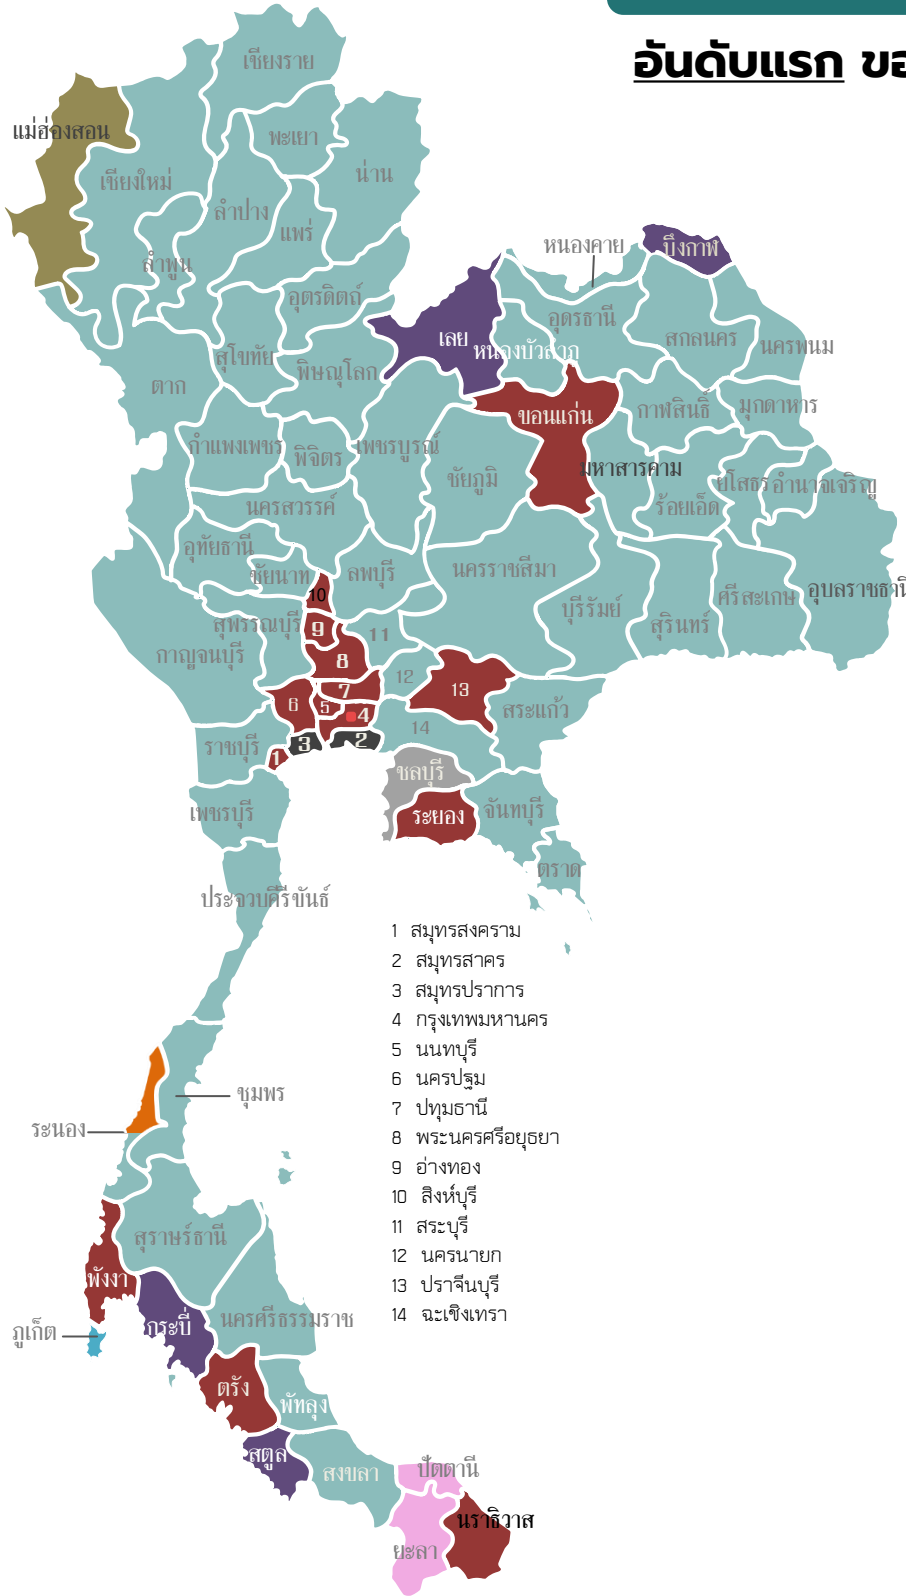 อันดับแรก ขอ
เชียงราย
แม่ฮ่องสอน
พะเยา
น่าน
เชียงใหม่
ลำปาง
แพร่
หนองคาย
บึงกาฬ
ลำพูน
อุตรดิตถ์
อุดรธานี
เลย
หนองบัวลำภู
สกลนคร
นครพนม
สุโขทัย
พิษณุโลก
ตาก
ขอนแก่น
กาฬสินธุ์
มุกดาหาร
กำแพงเพชร
พิจิตร
เพชรบูรณ์
ชัยภูมิ
มหาสารคาม
ยโสธร
อำนาจเจริญ
นครสวรรค์
ร้อยเอ็ด
อุทัยธานี
ชัยนาท
ลพบุรี
นครราชสีมา
10
บุรีรัมย์
สุรินทร์
ศรีสะเกษ
อุบลราชธานี
สุพรรณบุรี
9
11
กาญจนบุรี
8
12
7
13
6
5
4
สระแก้ว
14
ราชบุรี
3
2
1
ชลบุรี
เพชรบุรี
ระยอง
จันทบุรี
ตราด
ประจวบคีรีขันธ์
1 สมุทรสงคราม
2 สมุทรสาคร
3 สมุทรปราการ
4 กรุงเทพมหานคร
5 นนทบุรี
6 นครปฐม
7 ปทุมธานี
8 พระนครศรีอยุธยา
9 อ่างทอง
10 สิงห์บุรี
11 สระบุรี
12 นครนายก
13 ปราจีนบุรี
14 ฉะเชิงเทรา
ชุมพร
ระนอง
สุราษร์ธานี
พังงา
ภูเก็ต
กระบี่
นครศรีธรรมราช
ตรัง
พัทลุง
สตูล
สงขลา
ปัตตานี
นราธิวาส
ยะลา